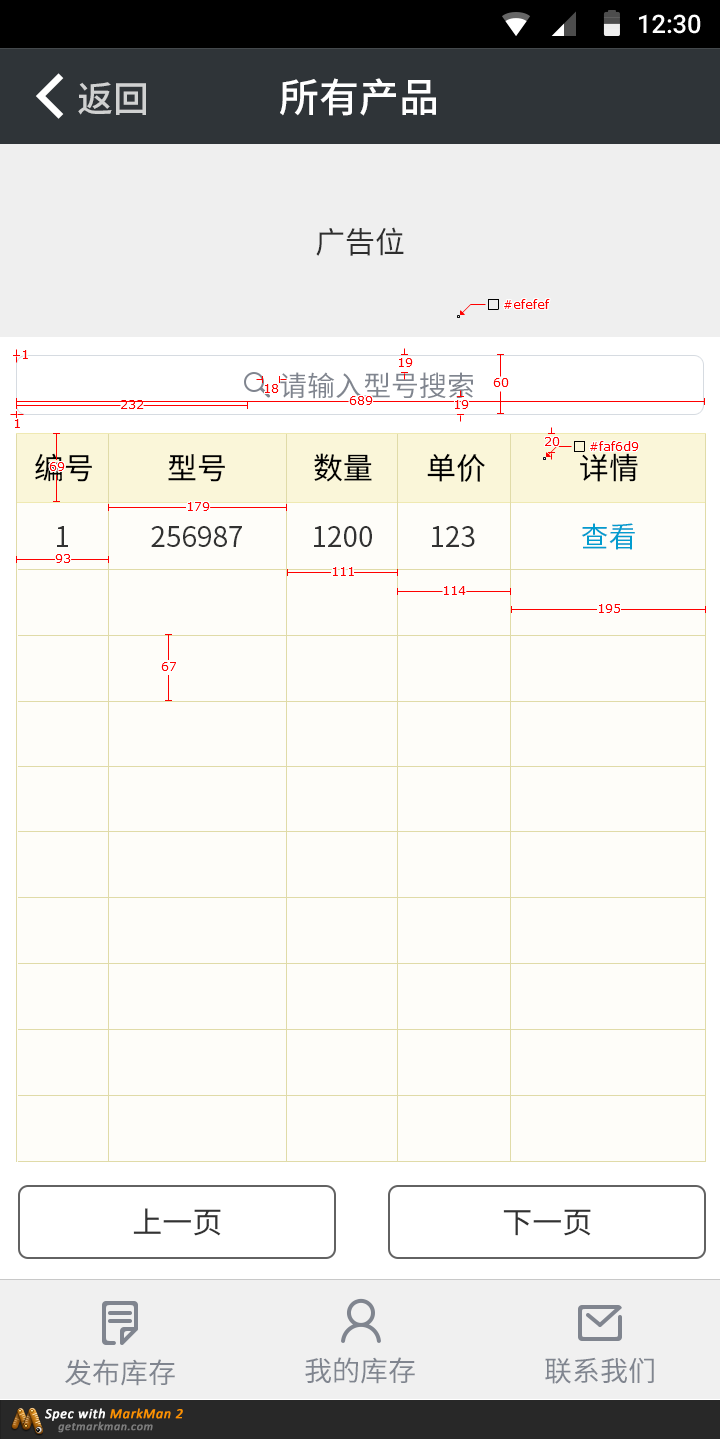 12:30
返回 所有产品
广告位
#efefef
1
19
请输入型号搜索
18
60
232
689
19
1
20
#faf6d9
编号 型号 数量 单价 详情
69
179
1 256987 1200 123 查看
93
111
114
195
67
上一页 下一页
发布库存 我的库存 联系我们
Spec with MarkMan 2
getmarkman.com